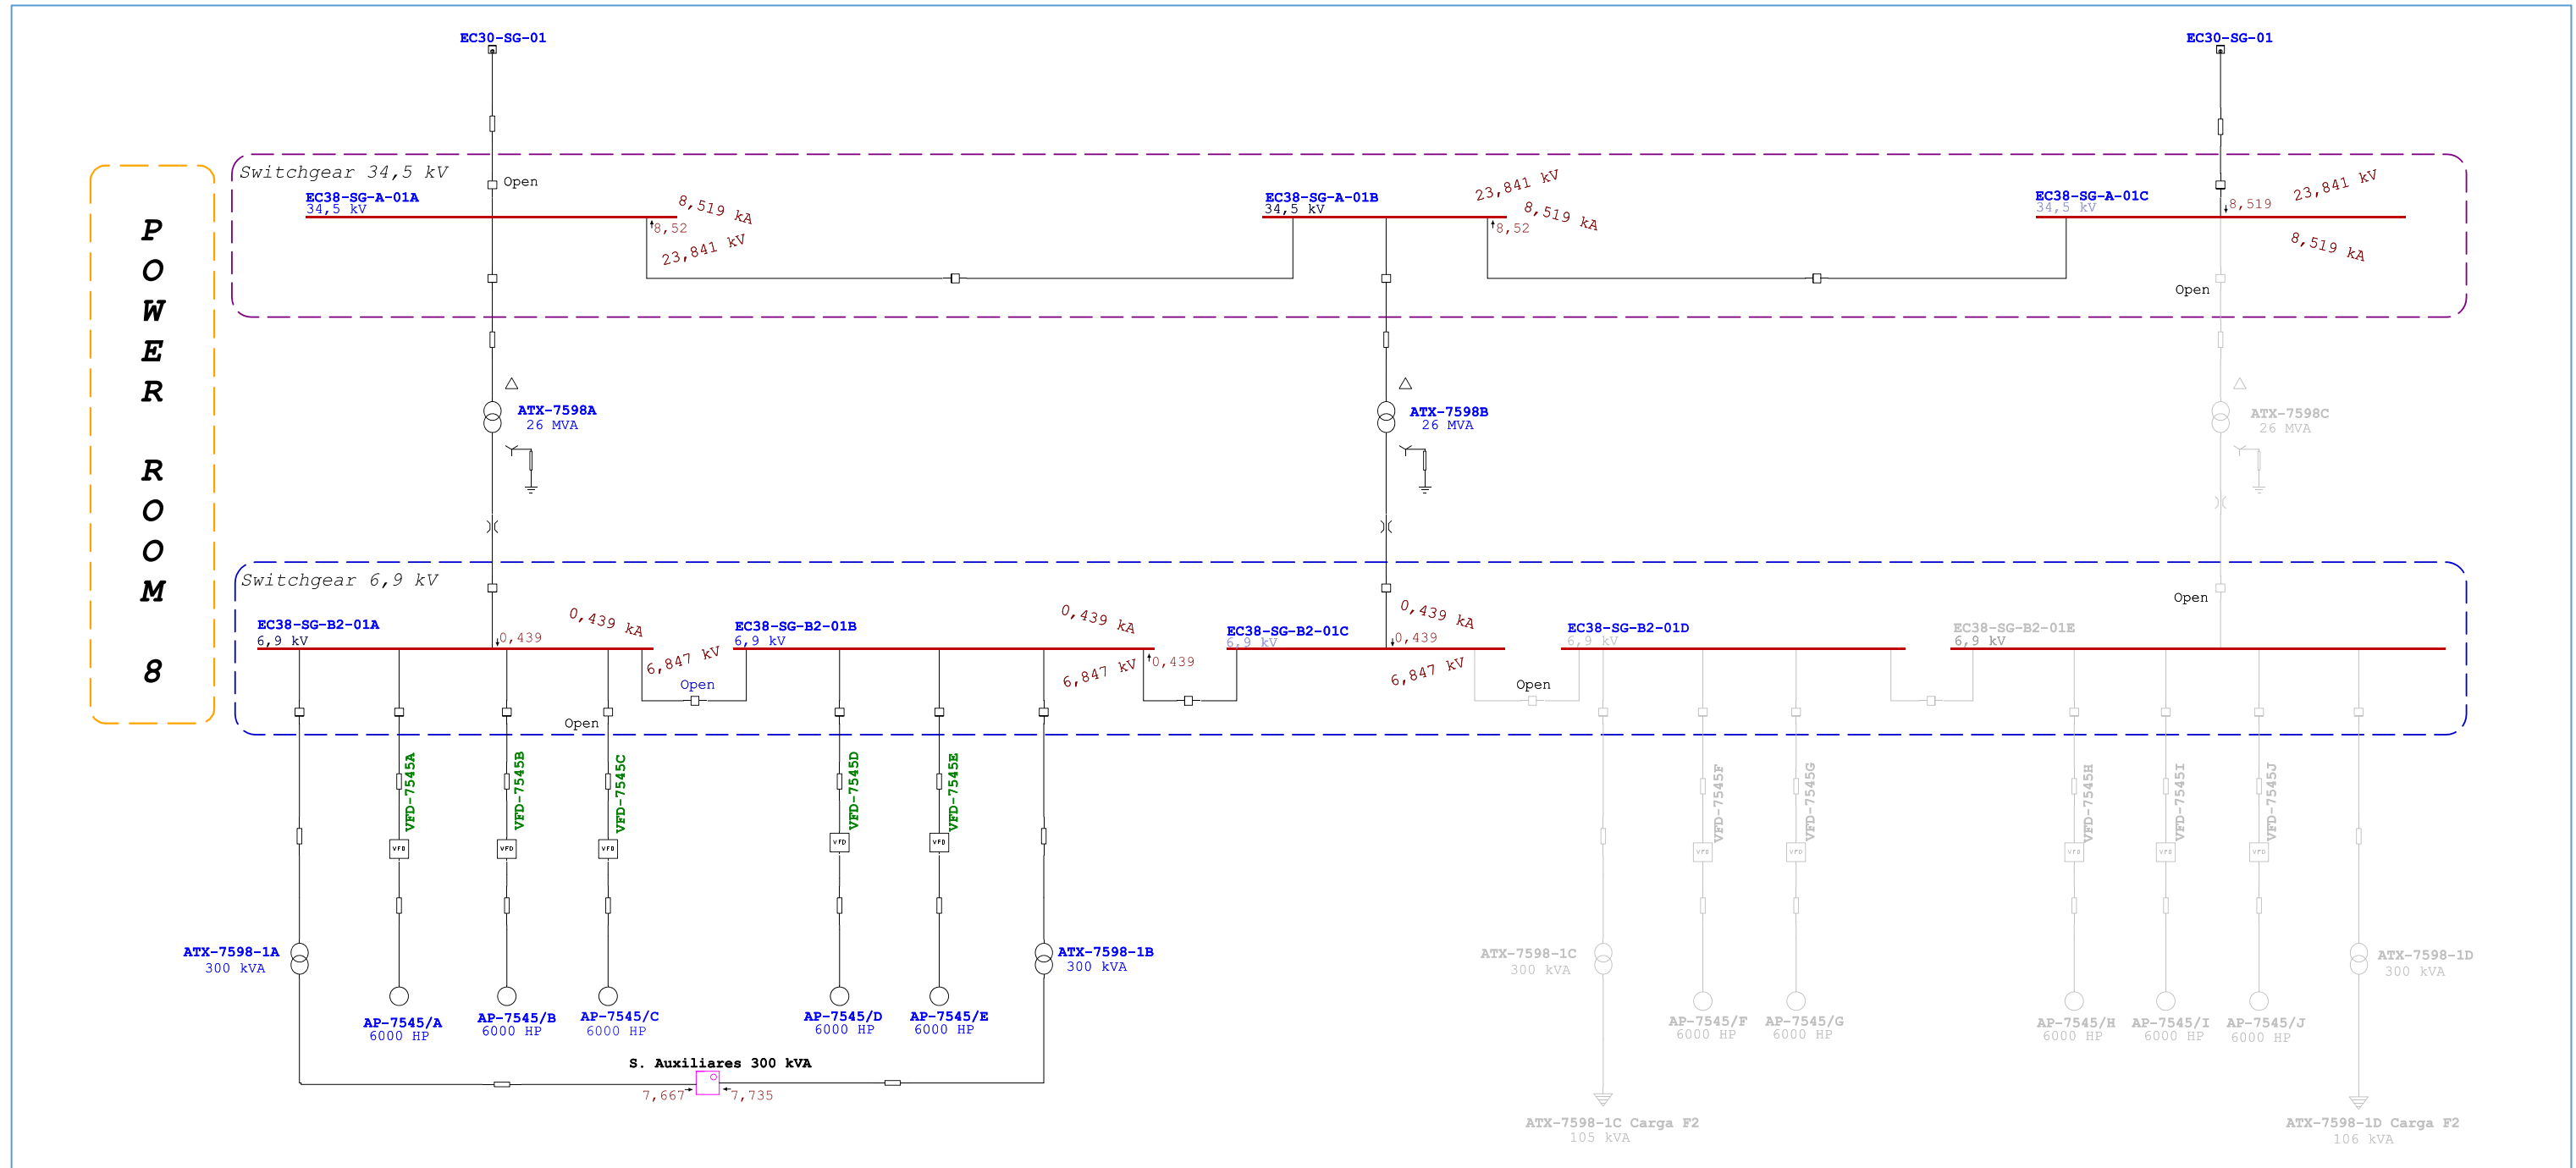 EC30-SG-01
EC30-SG-01
POWER ROOM 8
Switchgear 34,5 kV
Open
EC38-SG-A-01A
34,5 kV
8,519 kA
8,52
23,841 kV
EC38-SG-A-01B
34,5 kV
23,841 kV
8,519 kA
8,52
EC38-SG-A-01C
34,5 kV
8,519
23,841 kV
8,519 kA
Open
ATX-7598A
26 MVA
ATX-7598B
26 MVA
ATX-7598C
26 MVA
Switchgear 6,9 kV
EC38-SG-B2-01A
6,9 kV
0,439
0,439 kA
6,847 kV
Open
EC38-SG-B2-01B
6,9 kV
0,439 kA
6,847 kV
0,439
EC38-SG-B2-01C
6,9 kV
0,439 kA
0,439
6,847 kV
Open
EC38-SG-B2-01D
6,9 kV
Open
EC38-SG-B2-01E
6,9 kV
Open
VFD-7545A
VFD-7545B
VFD-7545C
VFD-7545D
VFD-7545E
VFD-7545F
VFD-7545G
VFD-7545H
VFD-7545I
VFD-7545J
VFD
VFD
VFD
VFD
VFD
VFD
VFD
VFD
VFD
VFD
ATX-7598-1A
300 kVA
ATX-7598-1B
300 kVA
ATX-7598-1C
300 kVA
ATX-7598-1D
300 kVA
AP-7545/A
6000 HP
AP-7545/B
6000 HP
AP-7545/C
6000 HP
AP-7545/D
6000 HP
AP-7545/E
6000 HP
AP-7545/F
6000 HP
AP-7545/G
6000 HP
AP-7545/H
6000 HP
AP-7545/I
6000 HP
AP-7545/J
6000 HP
S. Auxiliares 300 kVA
7,667
7,735
ATX-7598-1C Carga F2
105 kVA
ATX-7598-1D Carga F2
106 kVA